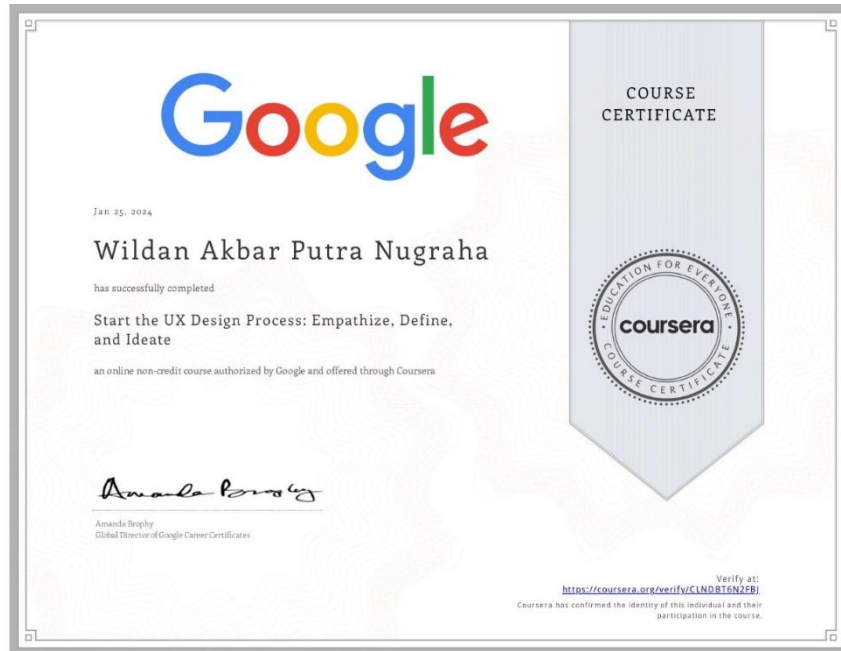 Google
COURSE
CERTIFICATE
Jan 25, 2024
Wildan Akbar Putra Nugraha
has successfully completed
Start the UX Design Process: Empathize, Define,
and Ideate
an online non-credit course authorized by Google and offered through Coursera
EDUCATION FOR EVERYONE
coursera
COURSE CERTIFICATE
Amanda Brophy
Amanda Brophy
Global Director of Google Career Certificates
Verify at:
https://coursera.org/verify/CLNDBT6N2FBJ
Coursera has confirmed the identity of this individual and their
participation in the course.